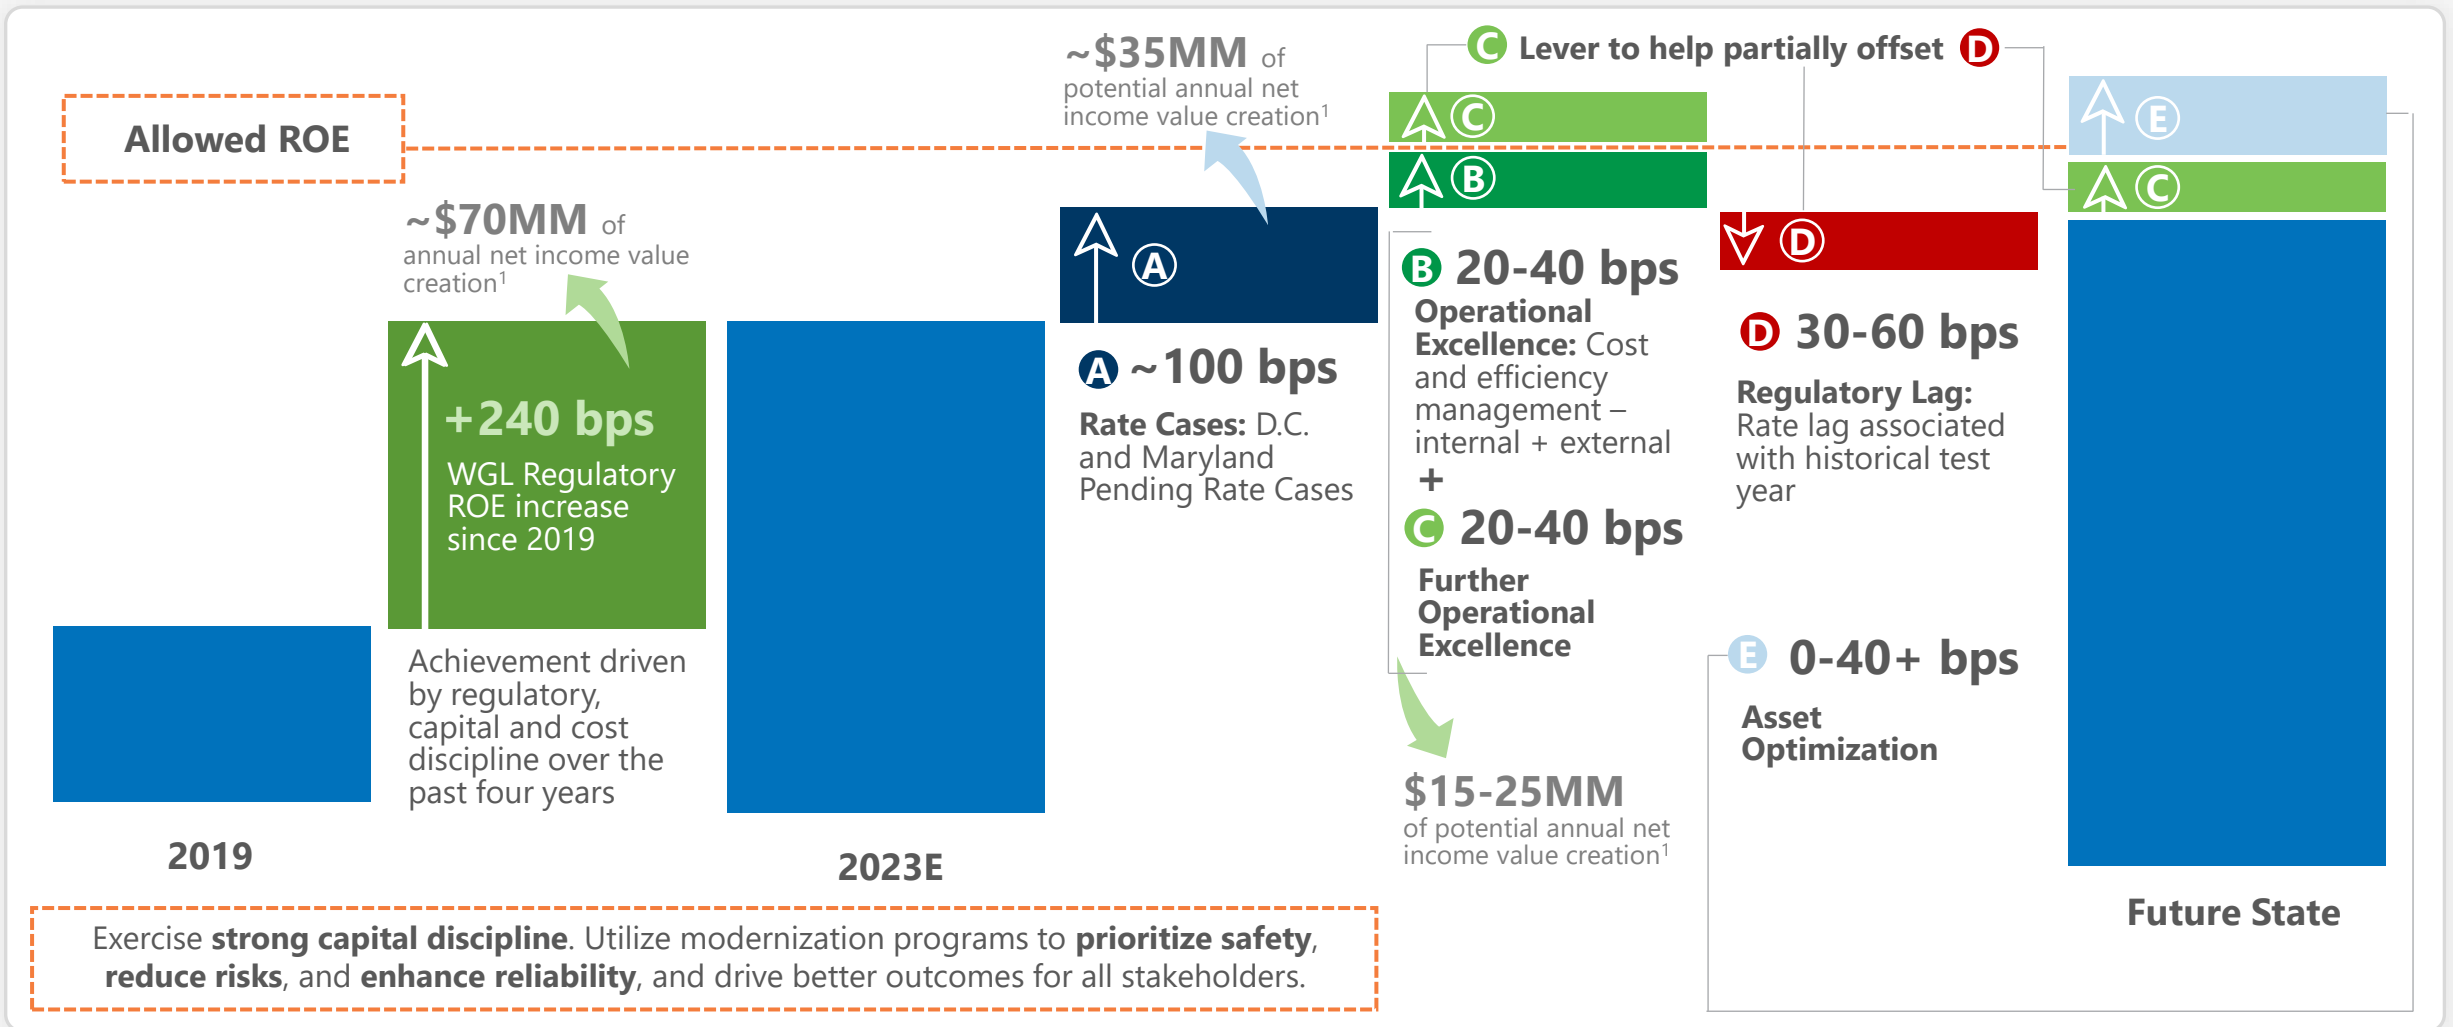 Allowed ROE
~$70MM of
annual net income value
creation¹
+240 bps
WGL Regulatory
ROE increase
since 2019
Achievement driven
by regulatory,
capital and cost
discipline over the
past four years
2019
2023E
~$35MM of
potential annual net
income value creation¹
A
A ~100 bps
Rate Cases: D.C.
and Maryland
Pending Rate Cases
C Lever to help partially offset D
C
B
B 20-40 bps
Operational
Excellence: Cost
and efficiency
management –
internal + external
+
C 20-40 bps
Further
Operational
Excellence
$15-25MM
of potential annual net
income value creation¹
D
D 30-60 bps
Regulatory Lag:
Rate lag associated
with historical test
year
E 0-40+ bps
Asset
Optimization
E
C
Future State
Exercise strong capital discipline. Utilize modernization programs to prioritize safety,
reduce risks, and enhance reliability, and drive better outcomes for all stakeholders.